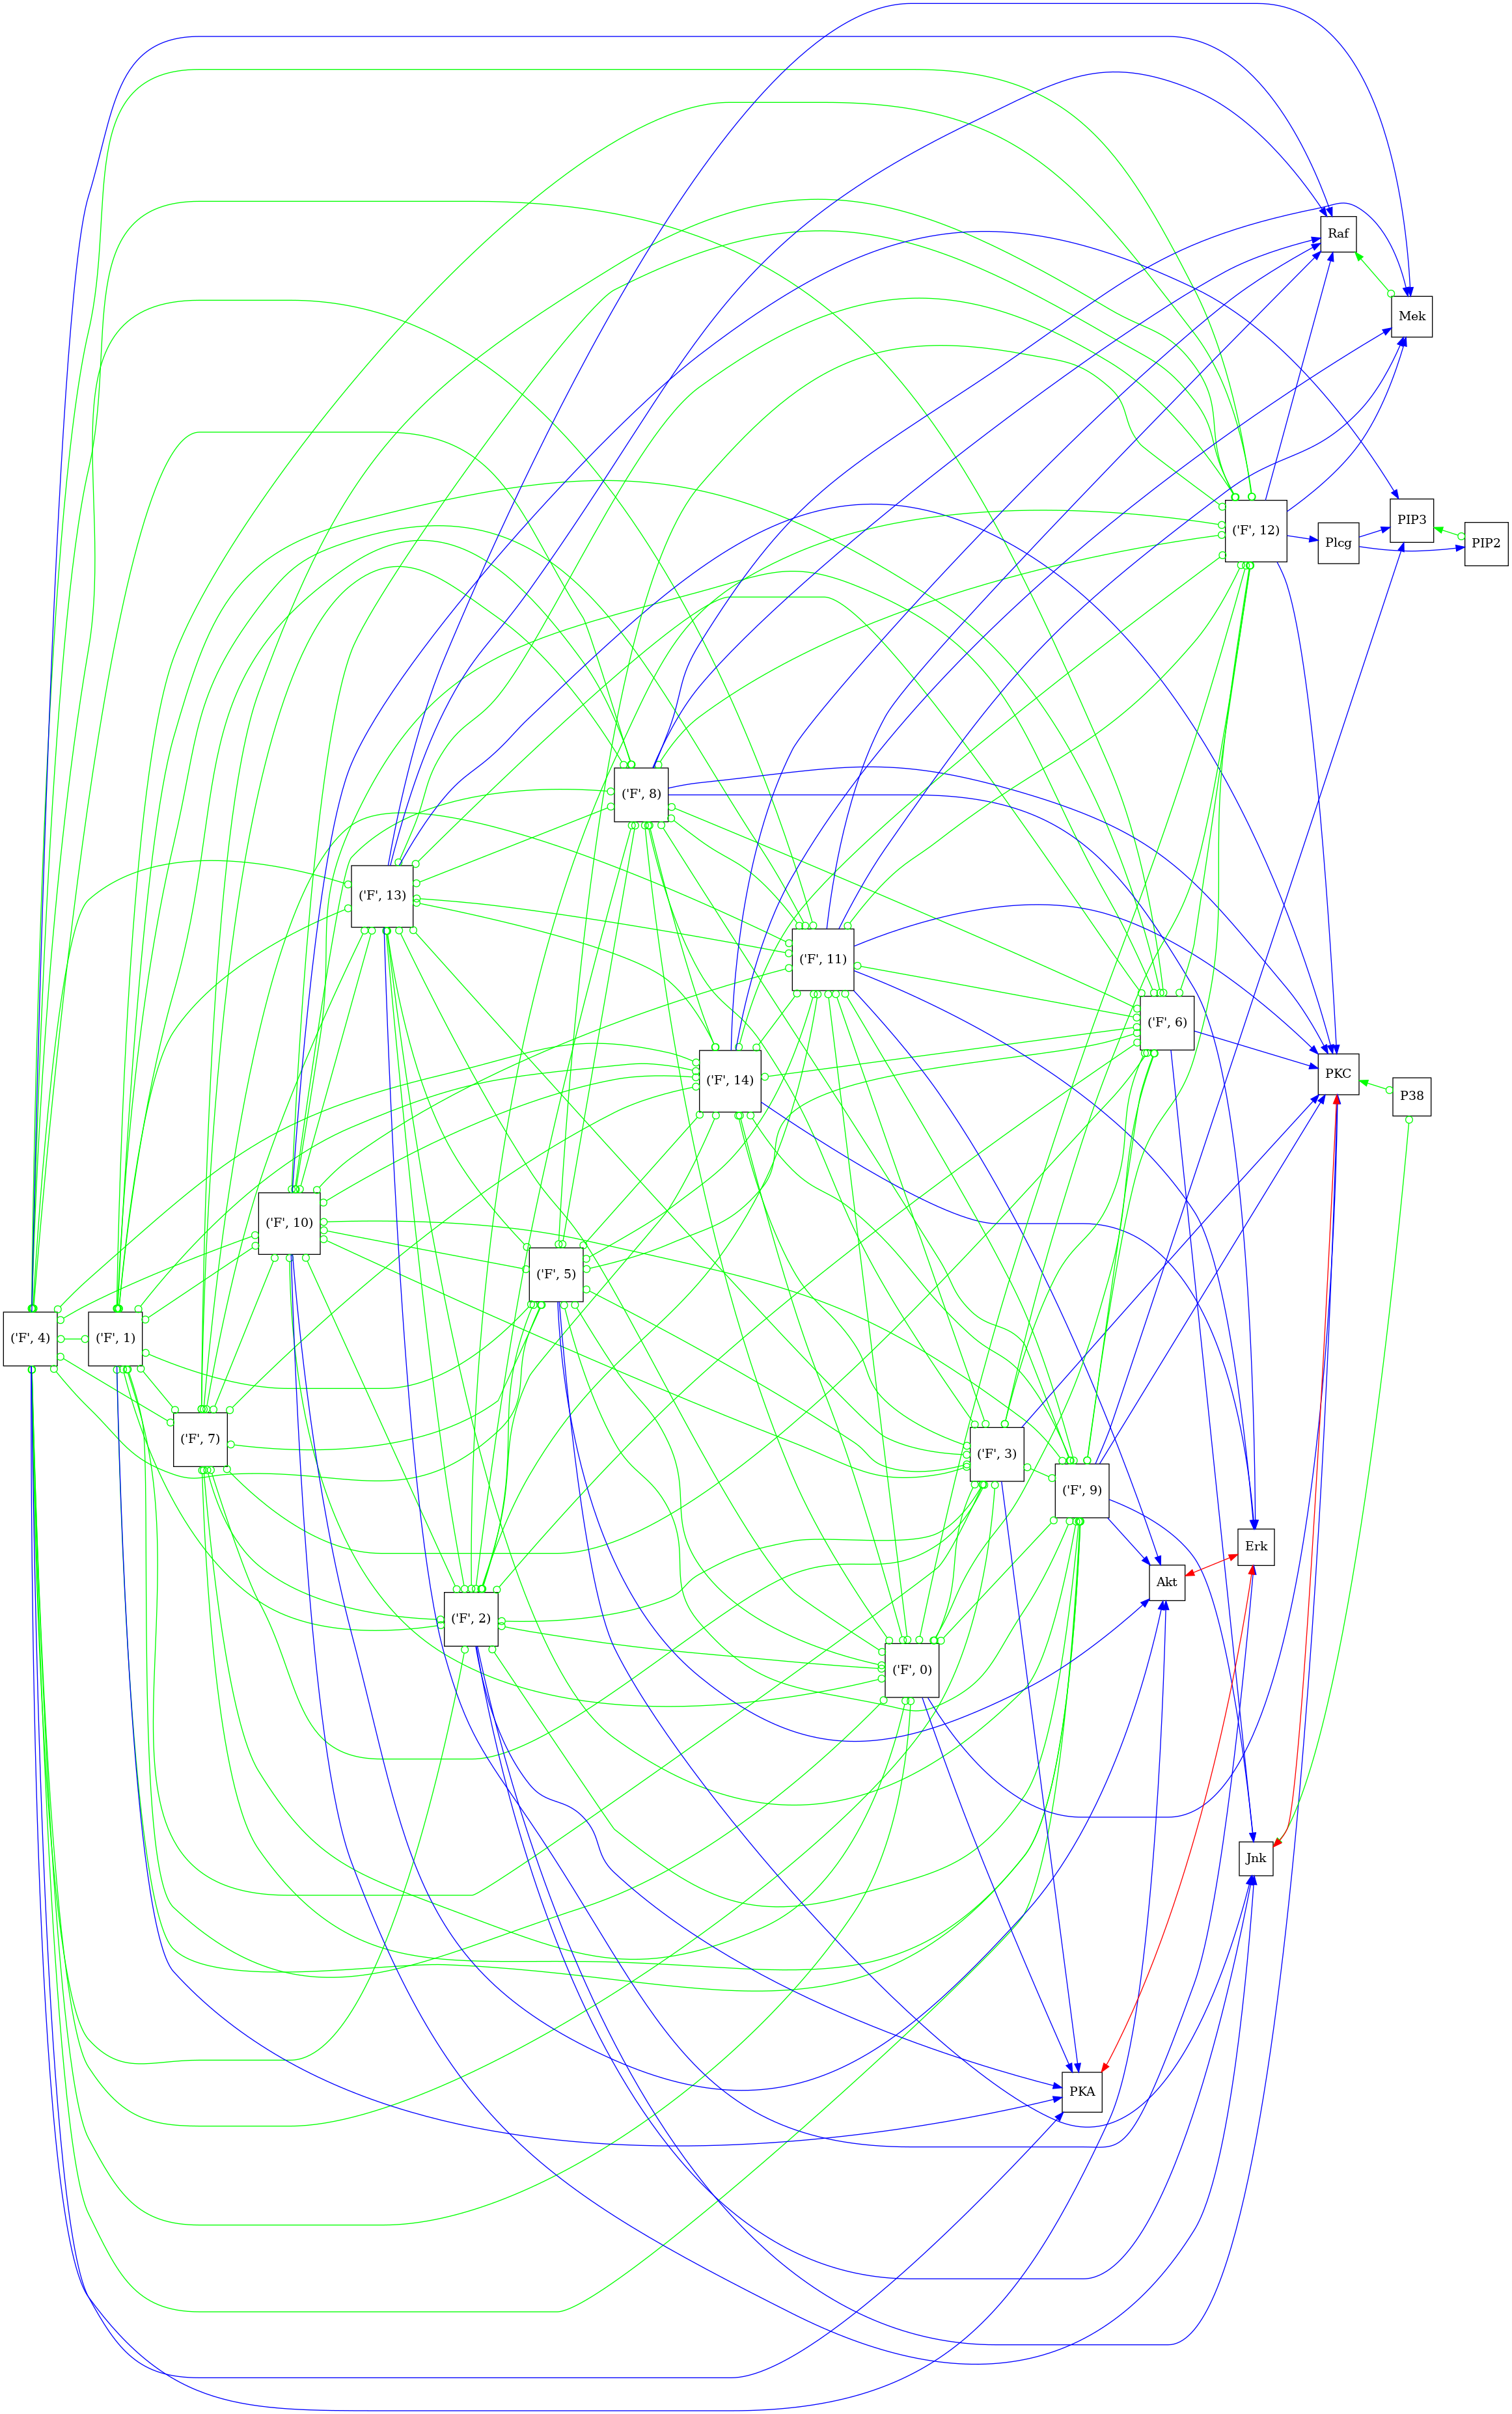 Raf
Mek
('F', 12)
Plcg
PIP3
PIP2
('F', 8)
('F', 13)
('F', 11)
('F', 6)
('F', 14)
PKC
P38
('F', 10)
('F', 5)
('F', 4)
('F', 1)
('F', 7)
('F', 3)
('F', 9)
Erk
Akt
('F', 2)
('F', 0)
Jnk
PKA